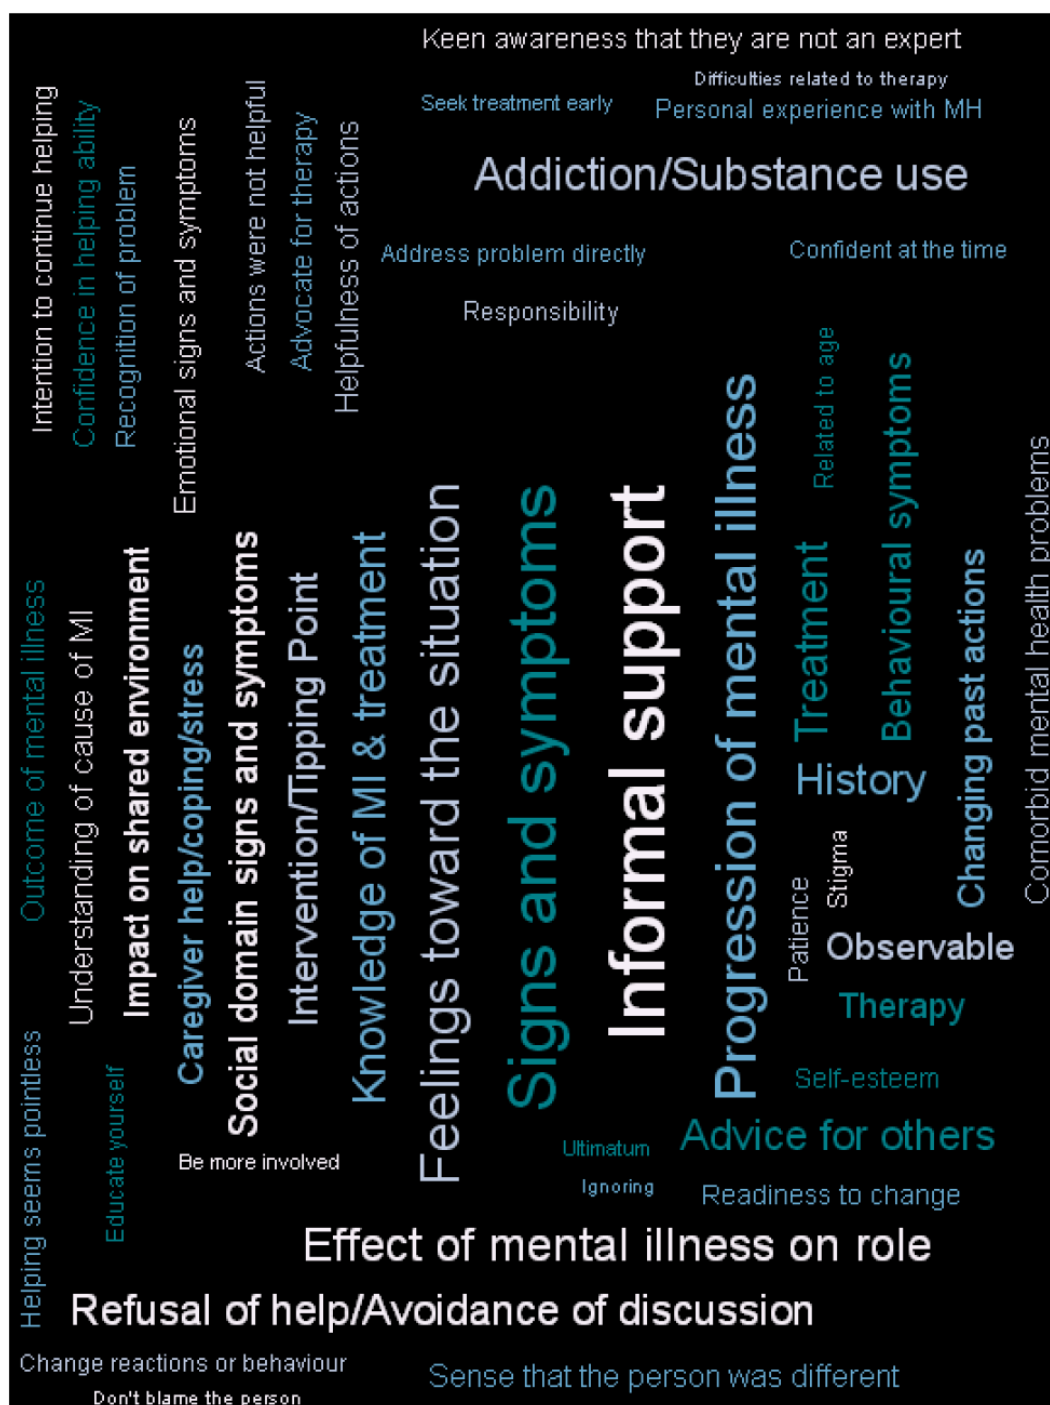 Keen awareness that they are not an expert
Difficulties related to therapy
Seek treatment early
Personal experience with MH
Addiction/Substance use
Address problem directly
Confident at the time
Responsibility
Intention to continue helping
Confidence in helping ability
Recognition of problem
Emotional signs and symptoms
Actions were not helpful
Advocate for therapy
Helpfulness of actions
Outcome of mental illness
Understanding of cause of MI
Impact on shared environment
Caregiver help/coping/stress
Social domain signs and symptoms
Intervention/Tipping Point
Knowledge of MI & treatment
Feelings toward the situation
Signs and symptoms
Informal support
Progression of mental illness
Related to age
Treatment
Behavioural symptoms
Changing past actions
Comorbid mental health problems
History
Stigma
Patience
Observable
Therapy
Self-esteem
Advice for others
Ultimatum
Ignoring
Readiness to change
Helping seems pointless
Educate yourself
Be more involved
Effect of mental illness on role
Refusal of help/Avoidance of discussion
Change reactions or behaviour
Sense that the person was different
Don't blame the person